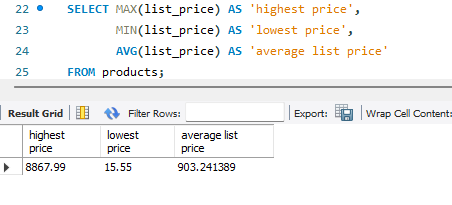 22 SELECT MAX(list_price) AS 'highest price',
23 MIN(list_price) AS 'lowest price',
24 AVG(list_price) AS 'average list price'
25 FROM products;
Result Grid Filter Rows: Export: Wrap Cell Content:
highest price lowest price average list price
8867.99 15.55 903.241389